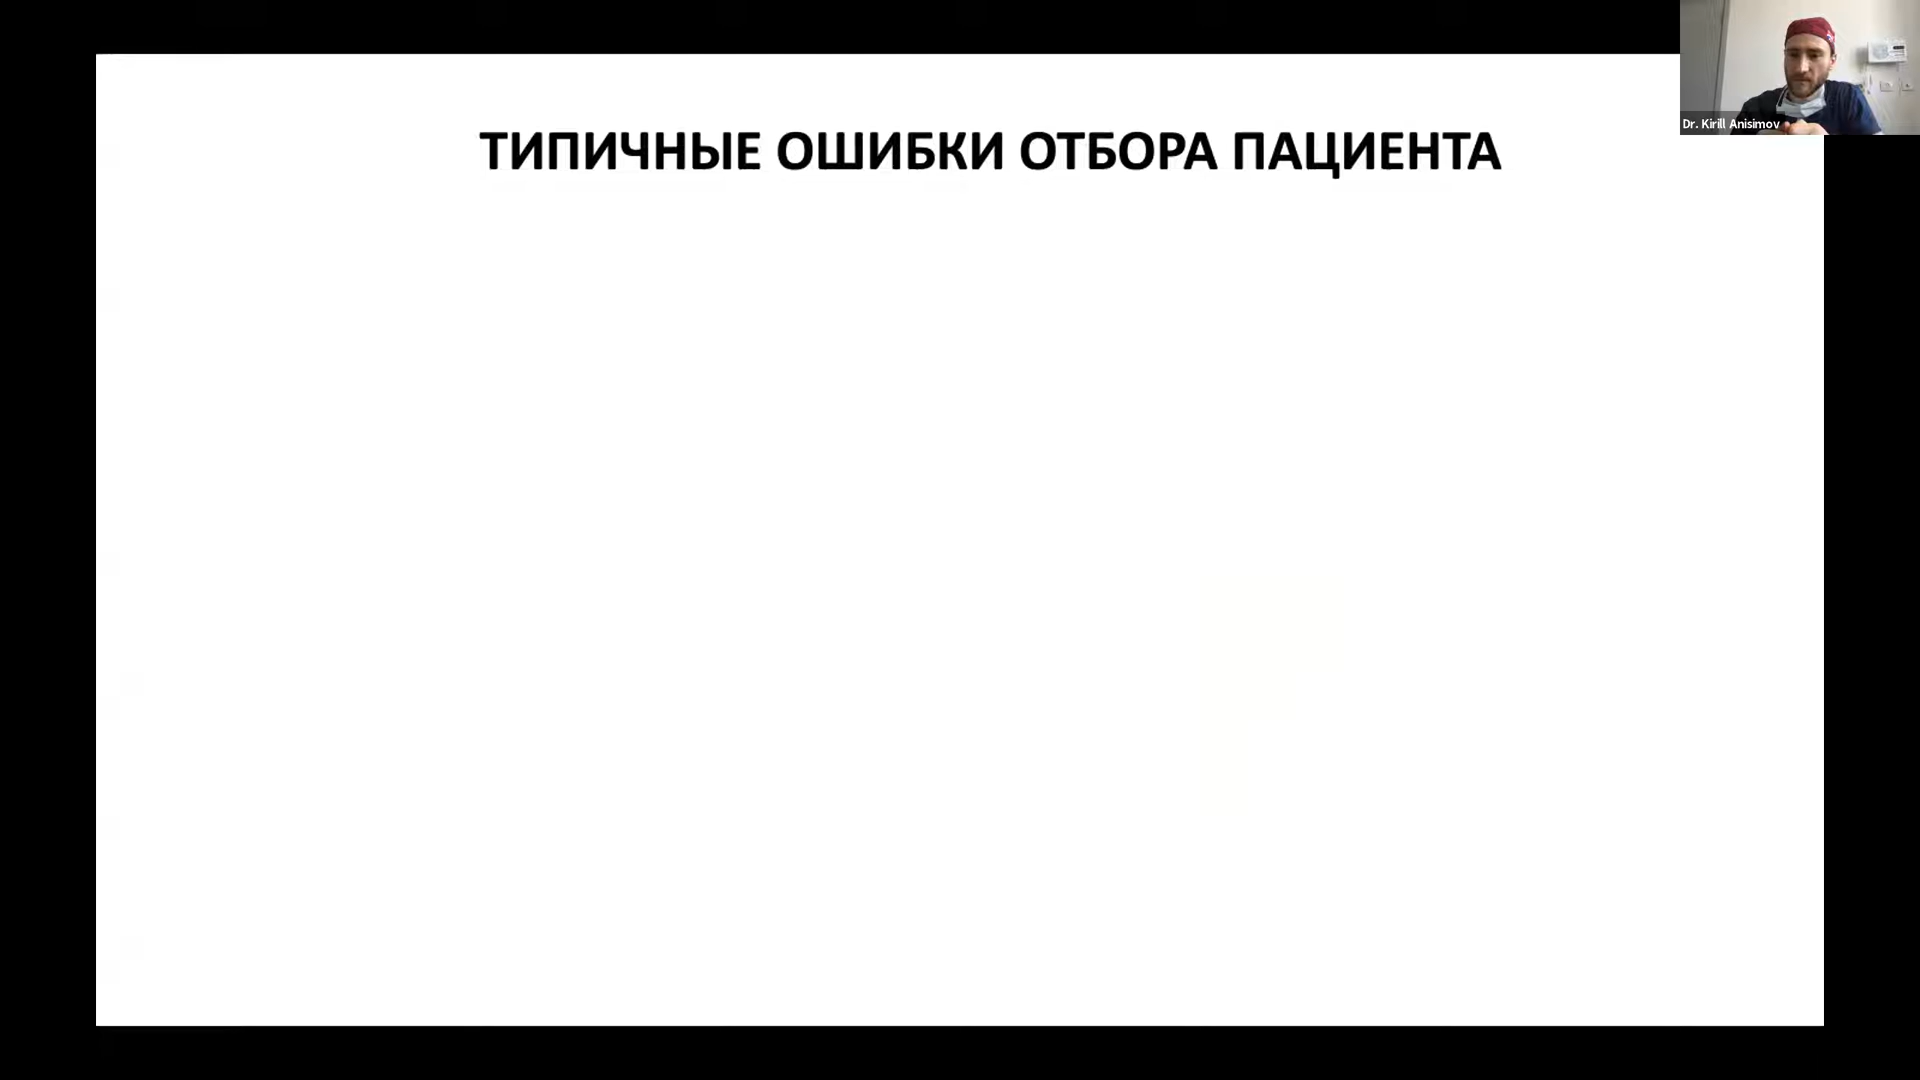 ТИПИЧНЫЕ ОШИБКИ ОТБОРА ПАЦИЕНТА
Dr. Kirill Anisimov